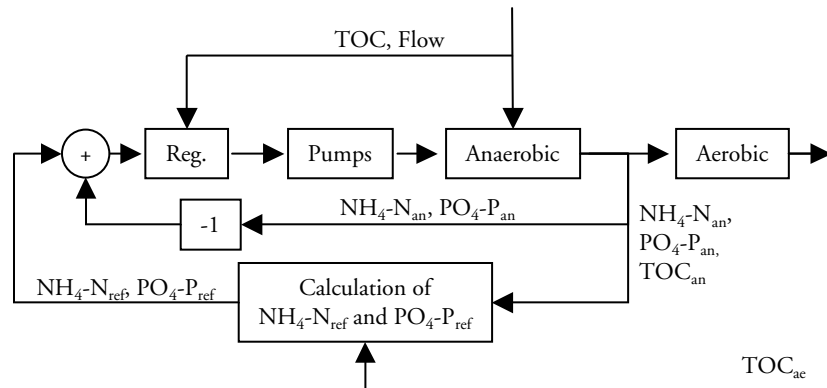 TOC, Flow
+
Reg.
Pumps
Anaerobic
Aerobic
-1
NH₄-Nₐₙ, PO₄-Pₐₙ
NH₄-Nₐₙ,
PO₄-Pₐₙ,
TOCₐₙ
NH₄-Nᵣₑf, PO₄-Pᵣₑf
Calculation of
NH₄-Nᵣₑf and PO₄-Pᵣₑf
TOCₐₑ